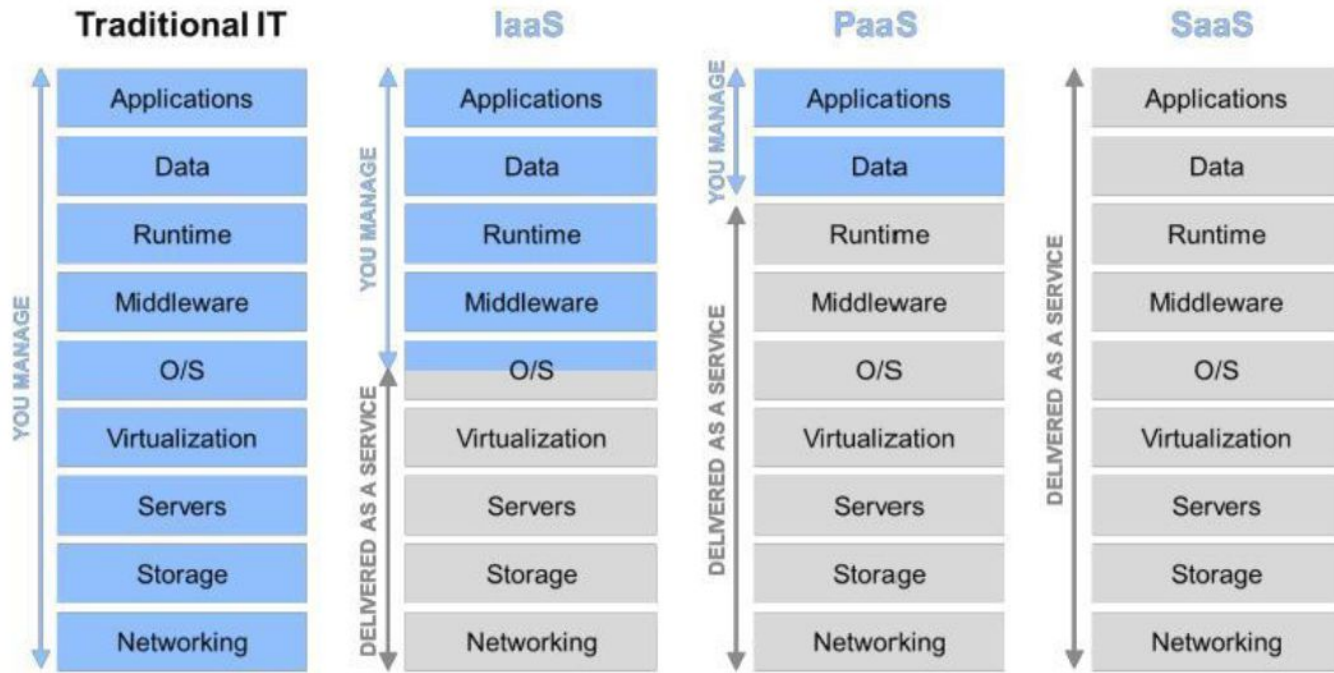 Traditional IT
IaaS
PaaS
SaaS
YOU MANAGE
Applications
Data
Runtime
Middleware
O/S
Virtualization
Servers
Storage
Networking
YOU MANAGE
DELIVERED AS A SERVICE
Applications
Data
Runtime
Middleware
O/S
Virtualization
Servers
Storage
Networking
YOU MANAGE
DELIVERED AS A SERVICE
Applications
Data
Runtime
Middleware
O/S
Virtualization
Servers
Storage
Networking
DELIVERED AS A SERVICE
Applications
Data
Runtime
Middleware
O/S
Virtualization
Servers
Storage
Networking